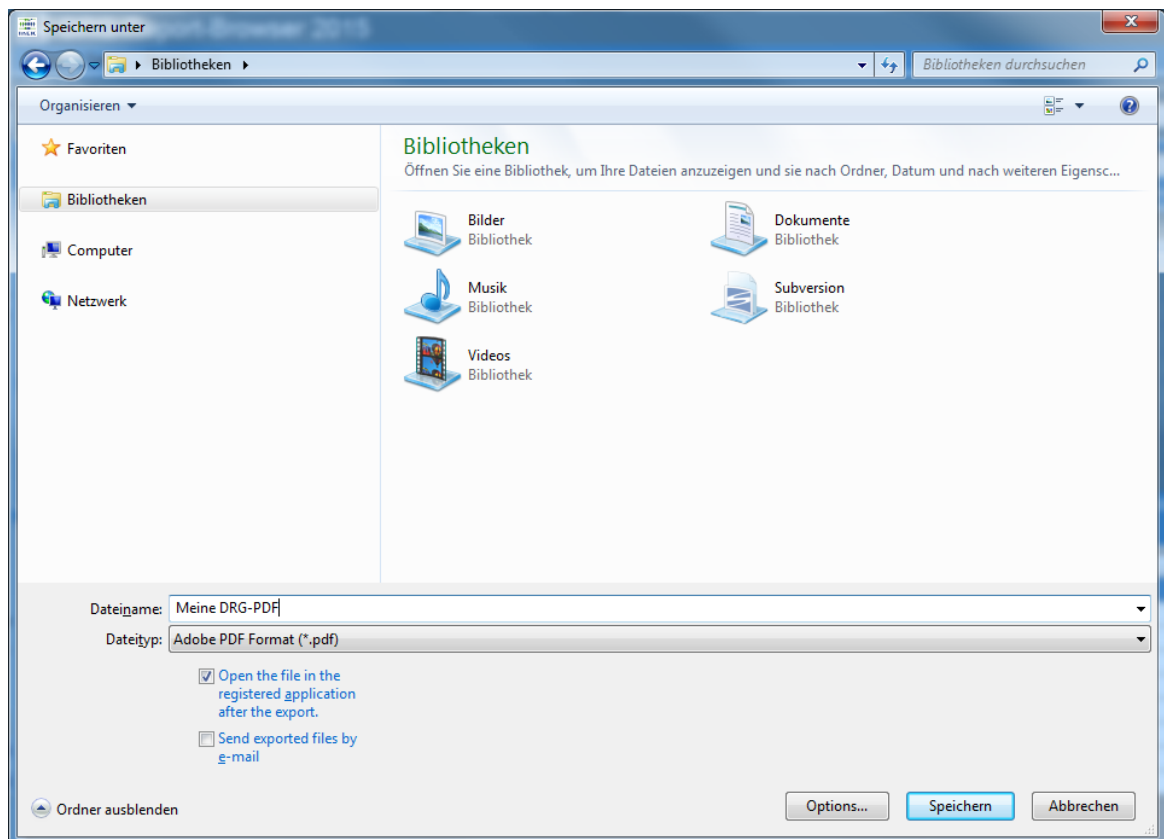 Speichern unter
port-Browser 2015
Bibliotheken
Bibliotheken durchsuchen
Organisieren
Favoriten
Bibliotheken
Computer
Netzwerk
Bibliotheken
Öffnen Sie eine Bibliothek, um Ihre Dateien anzuzeigen und sie nach Ordner, Datum und nach weiteren Eigensc...
Bilder
Bibliothek
Dokumente
Bibliothek
Musik
Bibliothek
Subversion
Bibliothek
Videos
Bibliothek
Dateiname: Meine DRG-PDF
Dateityp: Adobe PDF Format (*.pdf)
Open the file in the
registered application
after the export.
Send exported files by
e-mail
Ordner ausblenden
Options...
Speichern
Abbrechen